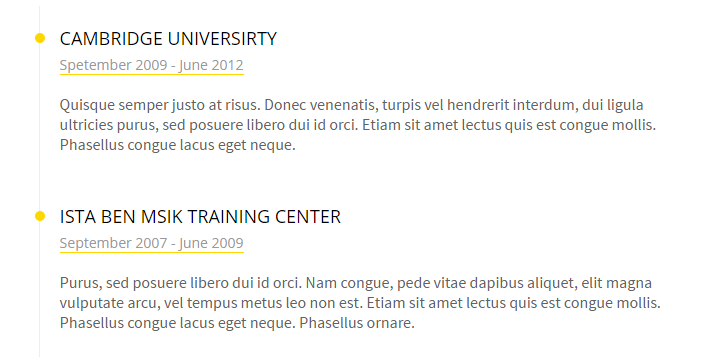 CAMBRIDGE UNIVERSIRTY
Spetember 2009 - June 2012
Quisque semper justo at risus. Donec venenatis, turpis vel hendrerit interdum, dui ligula
ultricies purus, sed posuere libero dui id orci. Etiam sit amet lectus quis est congue mollis.
Phasellus congue lacus eget neque.
ISTA BEN MSIK TRAINING CENTER
September 2007 - June 2009
Purus, sed posuere libero dui id orci. Nam congue, pede vitae dapibus aliquet, elit magna
vulputate arcu, vel tempus metus leo non est. Etiam sit amet lectus quis est congue mollis.
Phasellus congue lacus eget neque. Phasellus ornare.